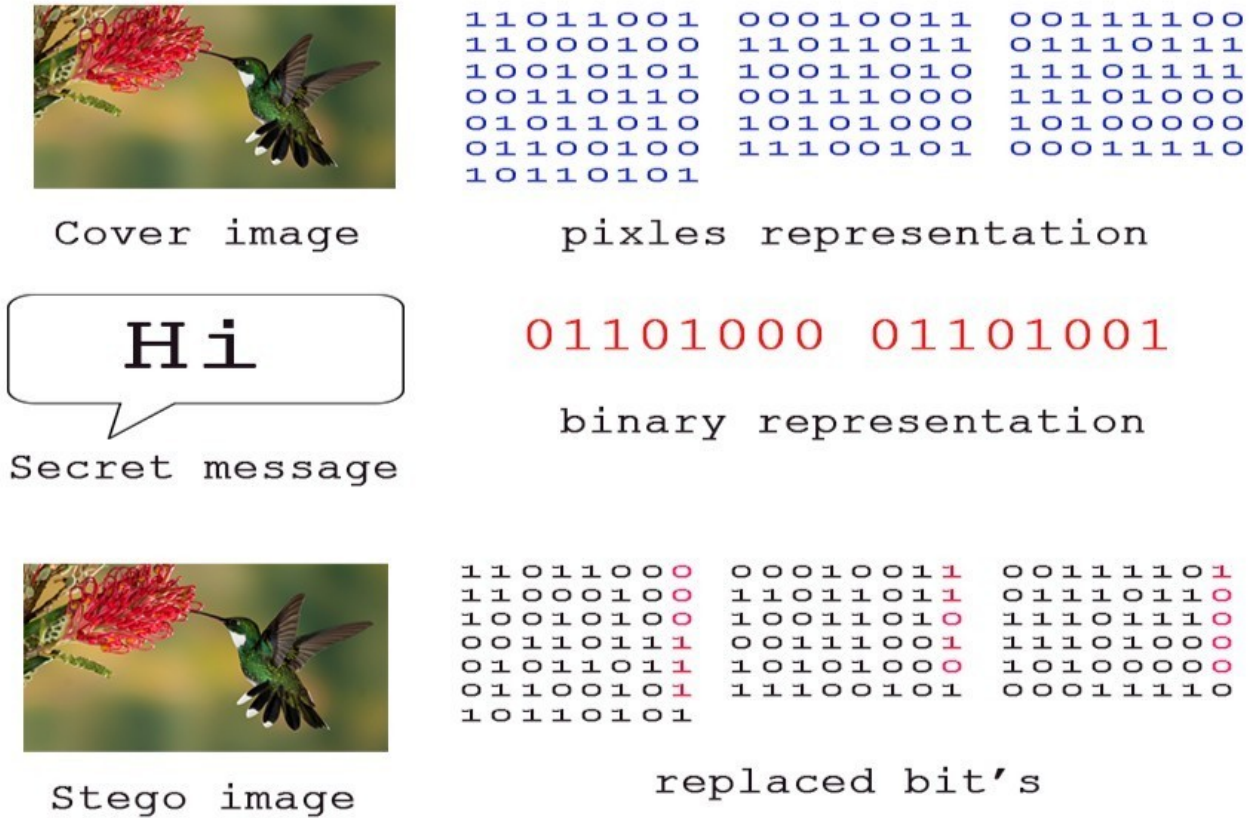 11011001 00010011 00111100
11000100 11011011 01110111
10010101 10011010 11101111
00110110 00111000 11101000
01011010 10101000 10100000
01100100 11100101 00011110
10110101
Cover image
pixles representation
Hi
01101000 01101001
binary representation
Secret message
11011000 00010011 00111101
11000100 11011011 01110110
10010100 10011010 11101110
00110111 00111001 11101000
01011011 10101000 10100000
01100101 11100101 00011110
10110101
Stego image
replaced bit’s